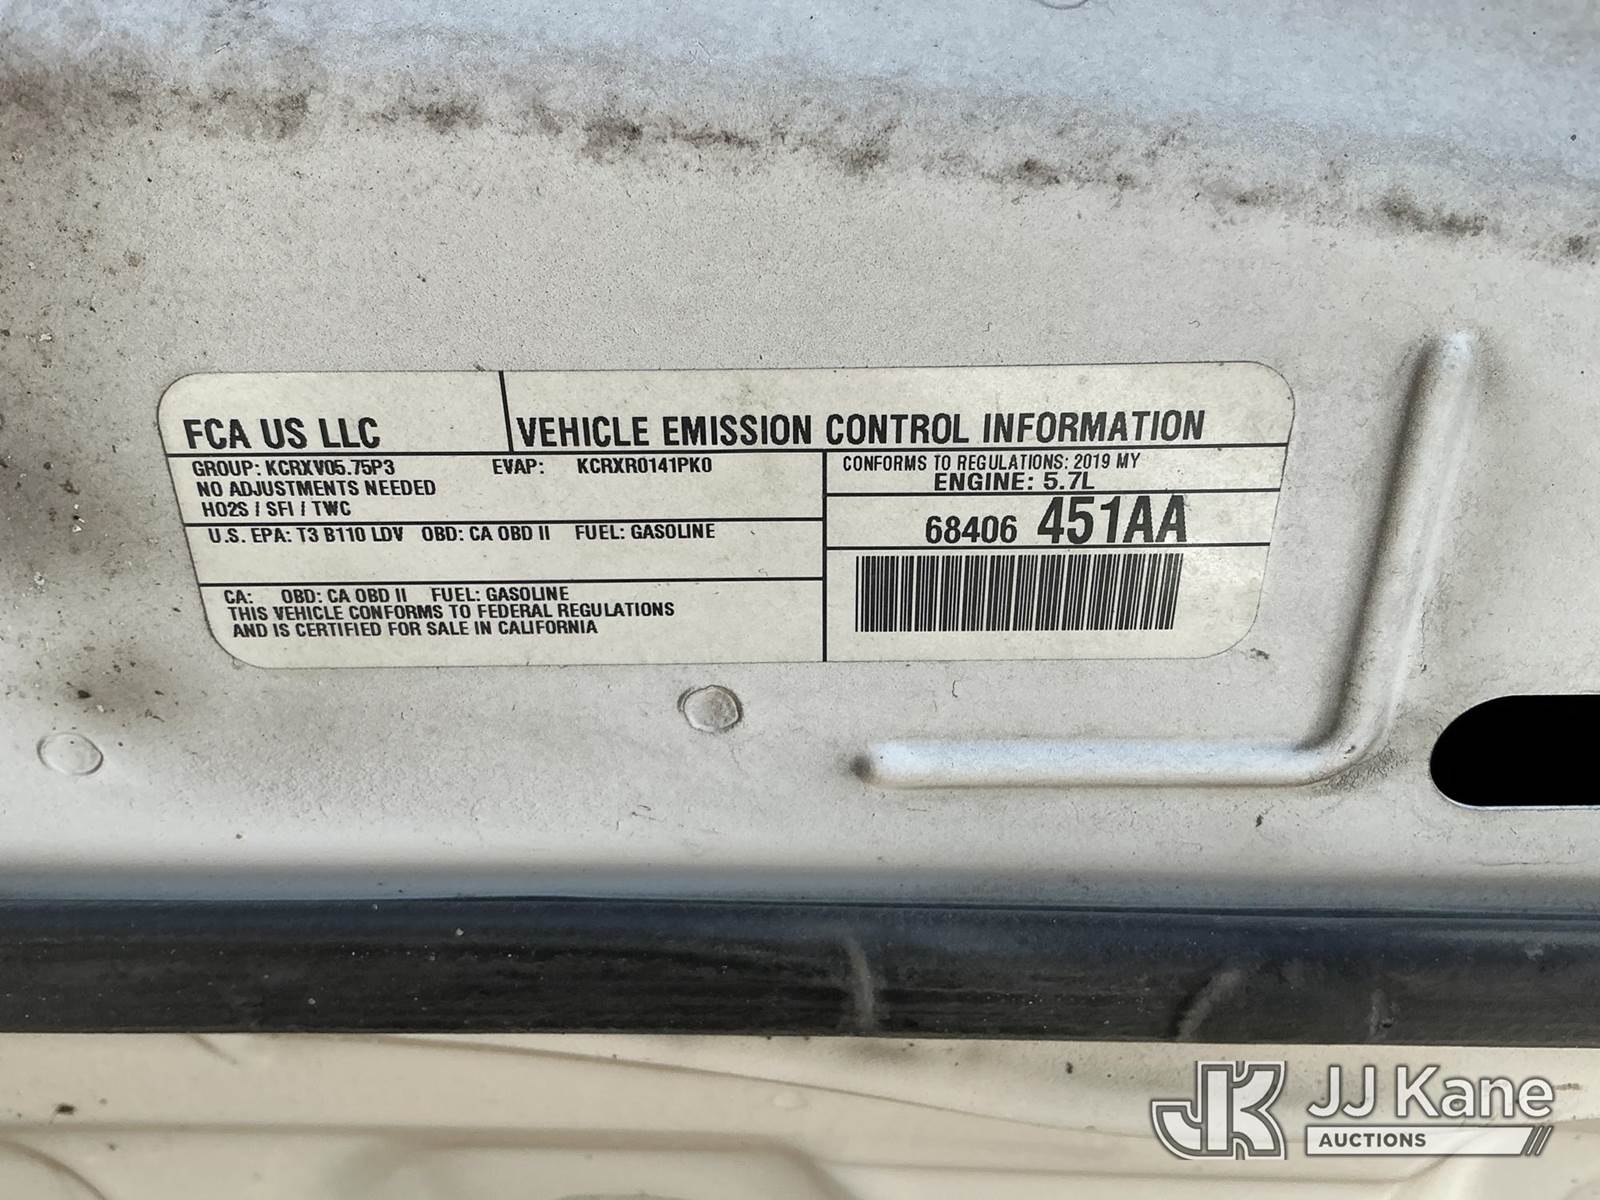 FCA US LLC
VEHICLE EMISSION CONTROL INFORMATION
GROUP: KCRXV05.75P3 EVAP: KCRXR0141PK0
NO ADJUSTMENTS NEEDED
HO2S / SFI / TWC
U.S. EPA: T3 B110 LDV OBD: CA OBD II FUEL: GASOLINE
CA: OBD: CA OBD II FUEL: GASOLINE
THIS VEHICLE CONFORMS TO FEDERAL REGULATIONS
AND IS CERTIFIED FOR SALE IN CALIFORNIA
CONFORMS TO REGULATIONS: 2019 MY
ENGINE: 5.7L
68406 451AA
JK JJ Kane
AUCTIONS